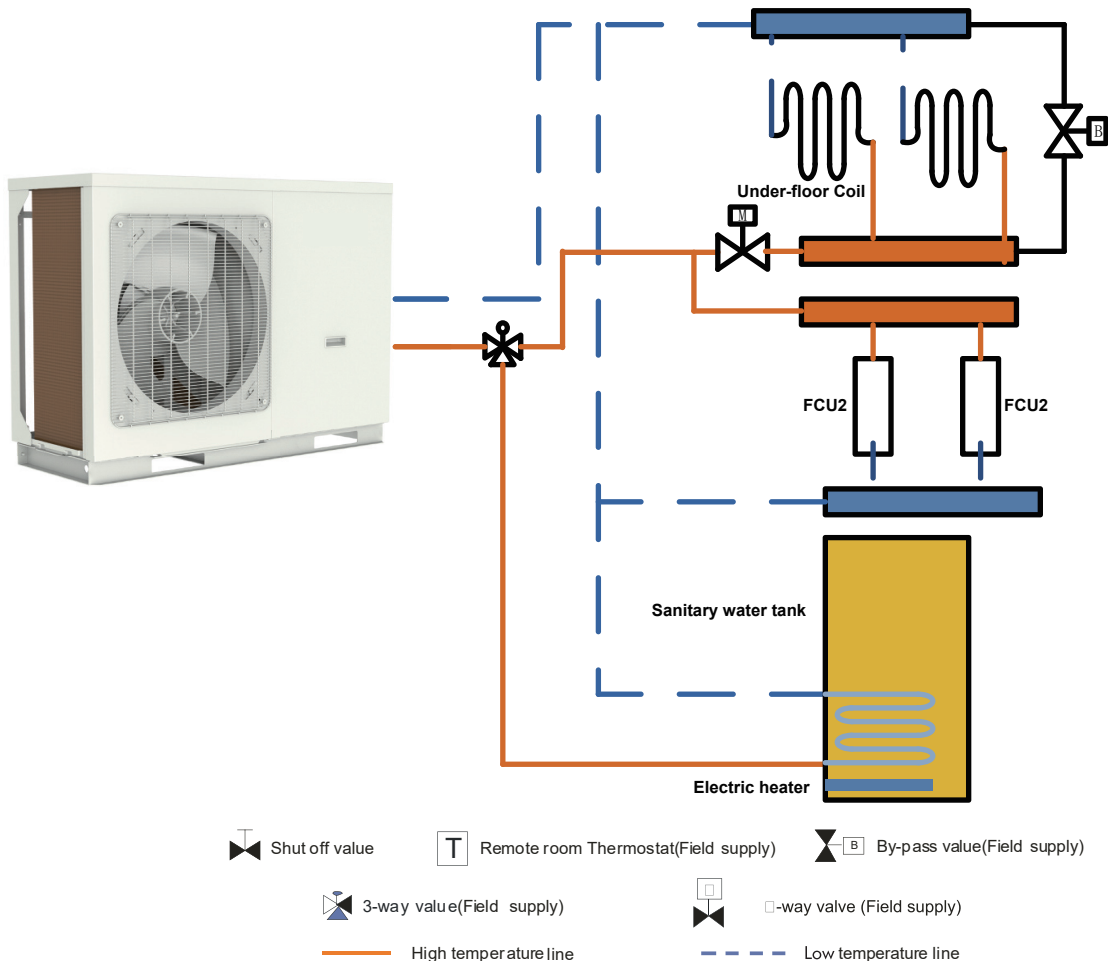 B
Under-floor Coil
M
FCU2
FCU2
Sanitary water tank
Electric heater
Shut off value
T Remote room Thermostat(Field supply)
B By-pass value(Field supply)
3-way value(Field supply)
□-way valve (Field supply)
High temperature line
Low temperature line